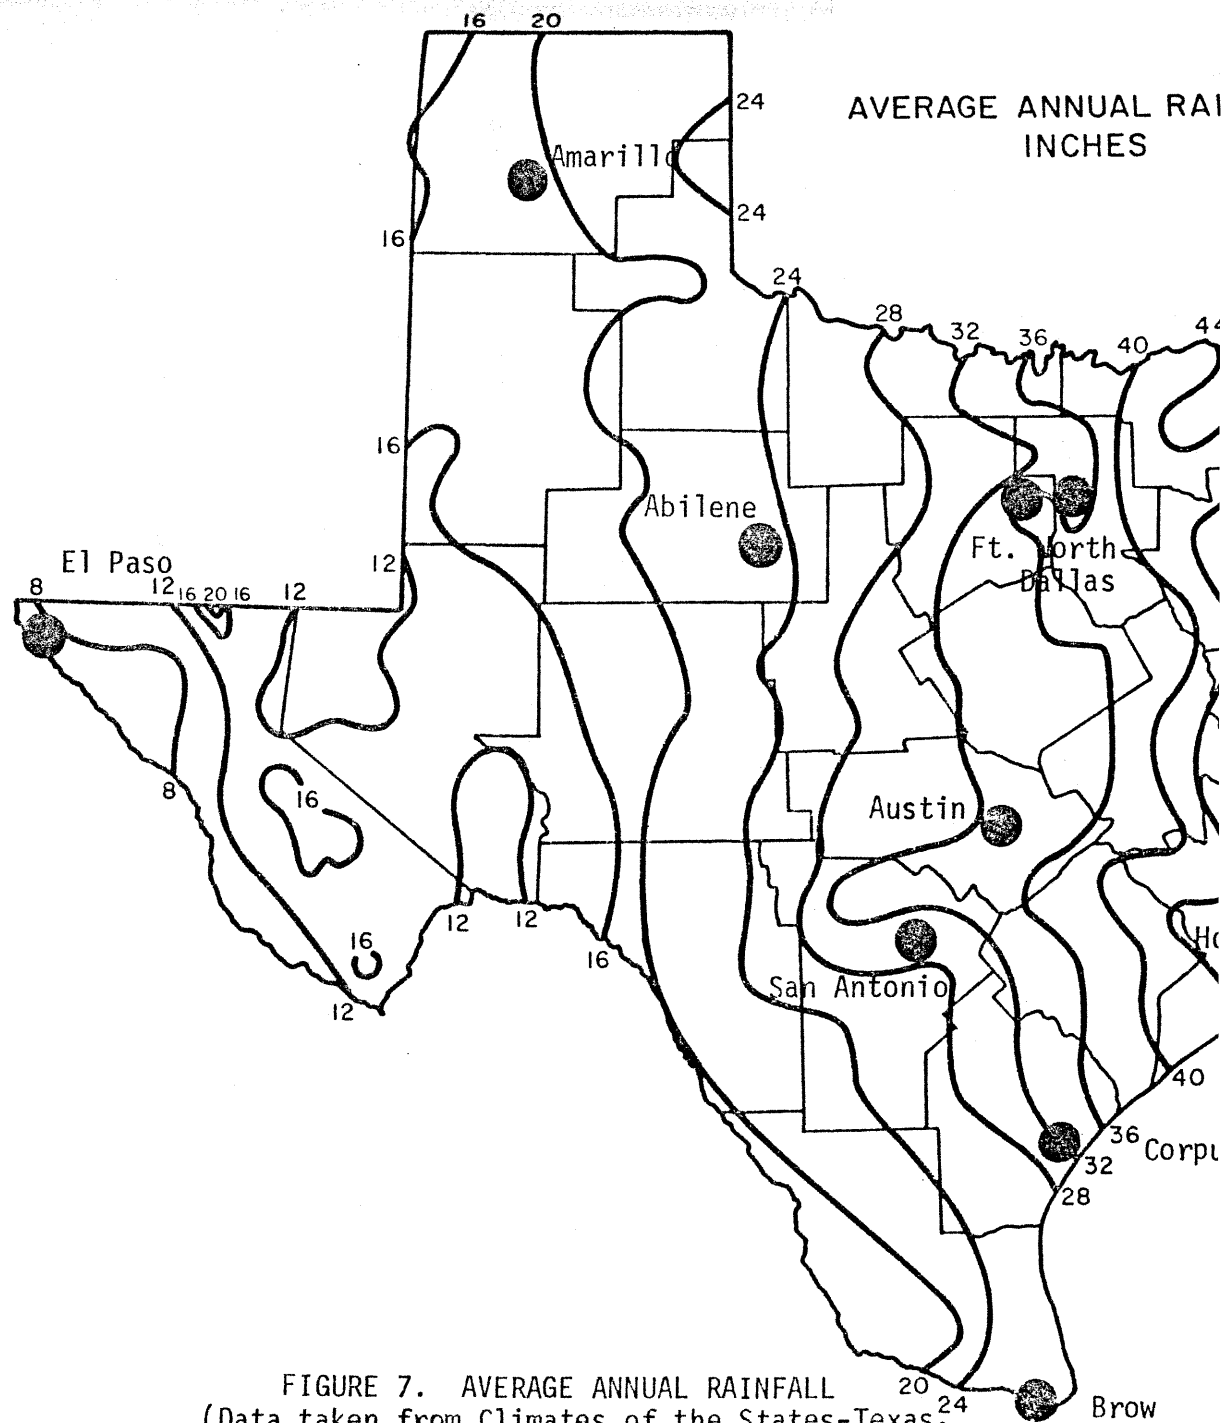 16 20
AVERAGE ANNUAL RAI
INCHES
24
Amarillo
24
16
24
28 32 36 40 44
16
Abilene
Ft. Worth
Dallas
El Paso
8 12 16 20 16 12 12
8
16
Austin
12 12
16
16
12
San Antonio
Ho
40
36
Corpu
32
28
20
24
Brow
FIGURE 7. AVERAGE ANNUAL RAINFALL
(Data taken from Climates of the States-Texas,